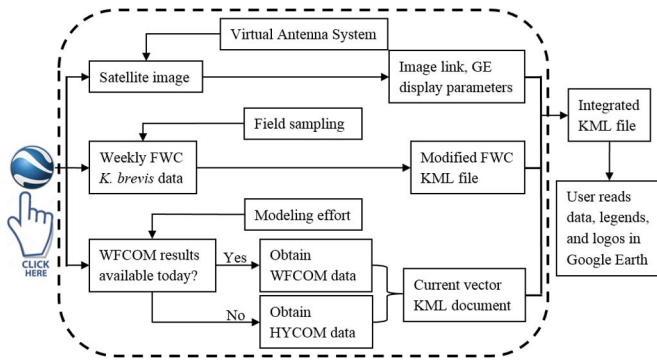 Virtual Antenna System
Satellite image
Image link, GE
display parameters
Integrated
KML file
Field sampling
Weekly FWC
K. brevis data
Modified FWC
KML file
User reads
data, legends,
and logos in
Google Earth
Modeling effort
CLICK
HERE
WFCOM results
available today?
Yes
Obtain
WFCOM data
Current vector
KML document
No
Obtain
HYCOM data